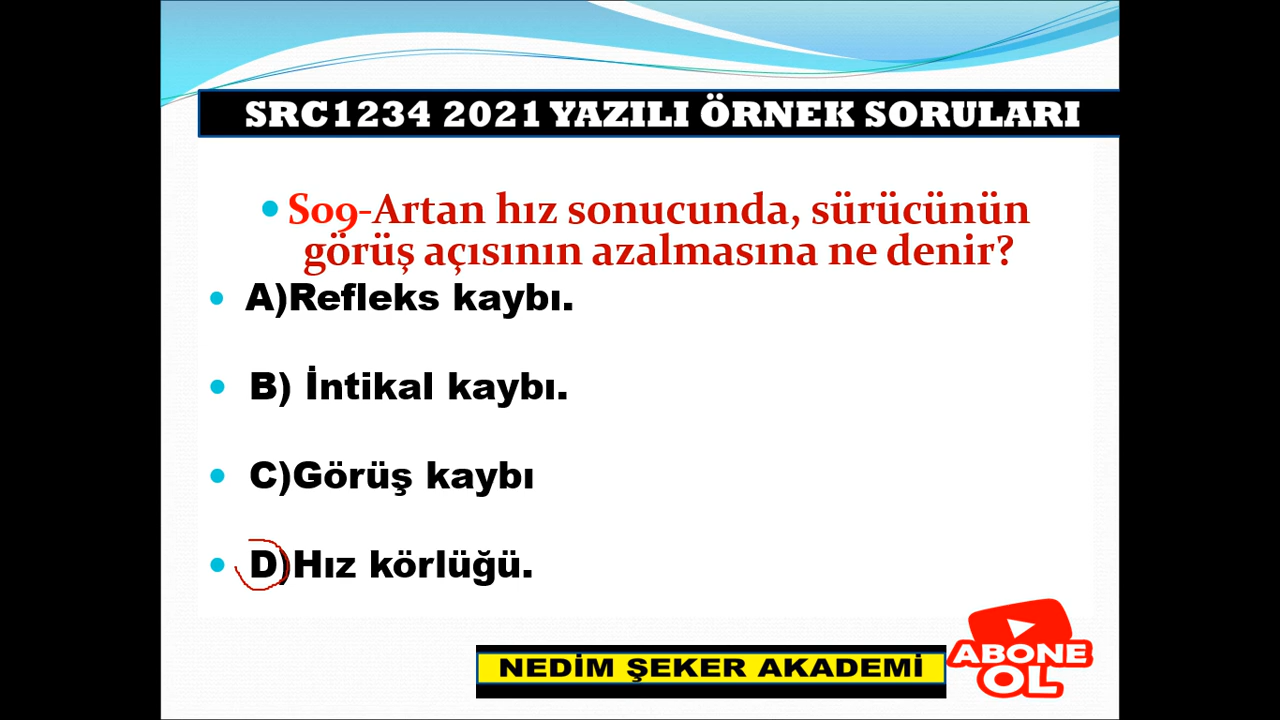 SRC1234 2021 YAZILI ÖRNEK SORULARI
S09-Artan hız sonucunda, sürücünün
görüş açısının azalmasına ne denir?
A)Refleks kaybı.
B) İntikal kaybı.
C)Görüş kaybı
D)Hız körlüğü.
NEDİM ŞEKER AKADEMİ
ABONE
OL